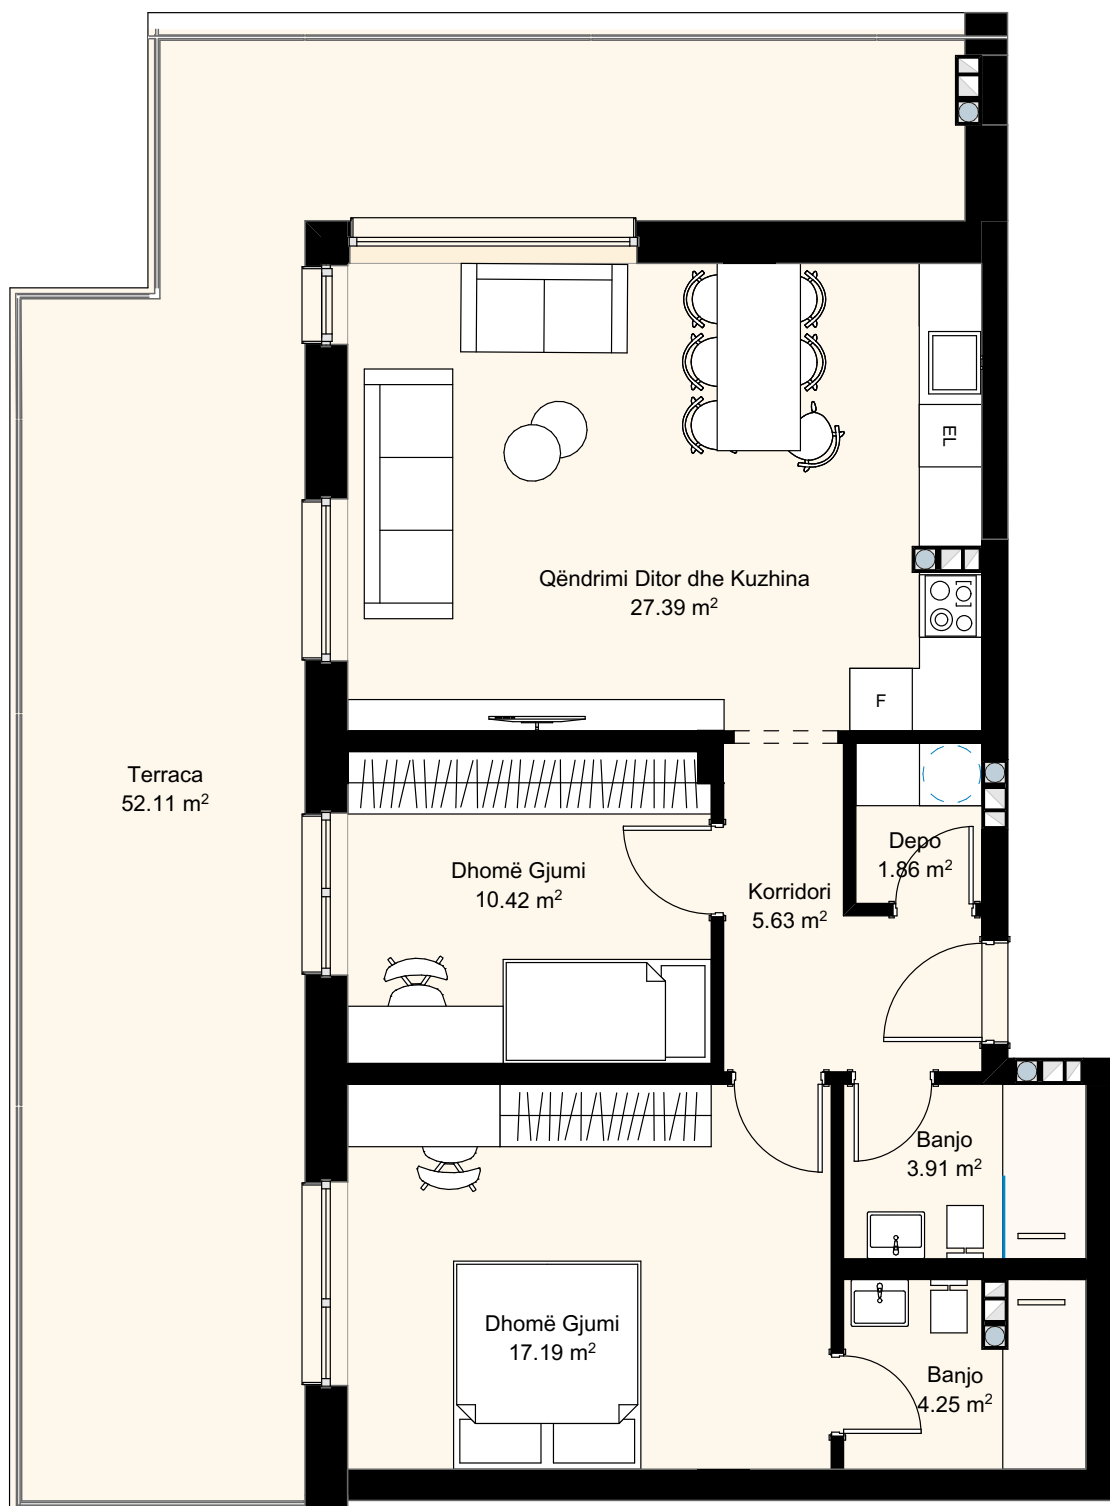 EL
Qëndrimi Ditor dhe Kuzhina
27.39 m²
F
Terraca
52.11 m²
Depo
1.86 m²
Dhomë Gjumi
10.42 m²
Korridori
5.63 m²
Banjo
3.91 m²
Dhomë Gjumi
17.19 m²
Banjo
4.25 m²